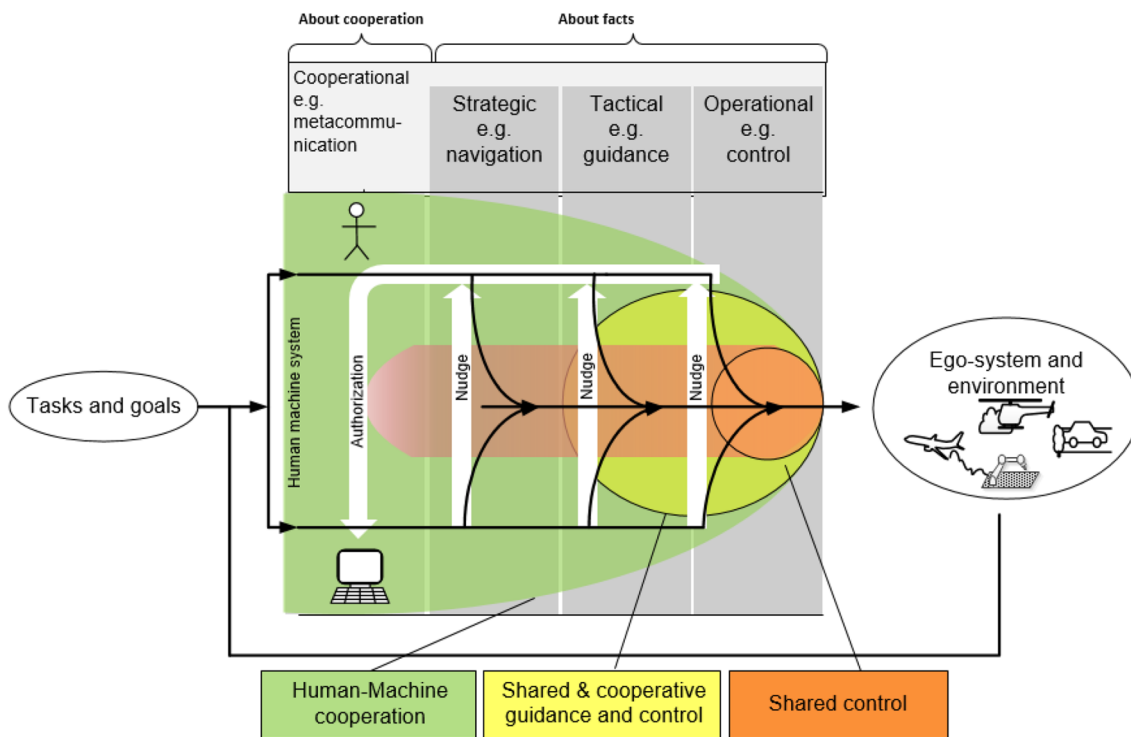 About cooperation
About facts
Cooperational
e.g.
metacommu-
nication
Strategic
e.g.
navigation
Tactical
e.g.
guidance
Operational
e.g.
control
Human machine system
Authorization
Nudge
Nudge
Nudge
Tasks and goals
Ego-system and
environment
Human-Machine
cooperation
Shared & cooperative
guidance and control
Shared control